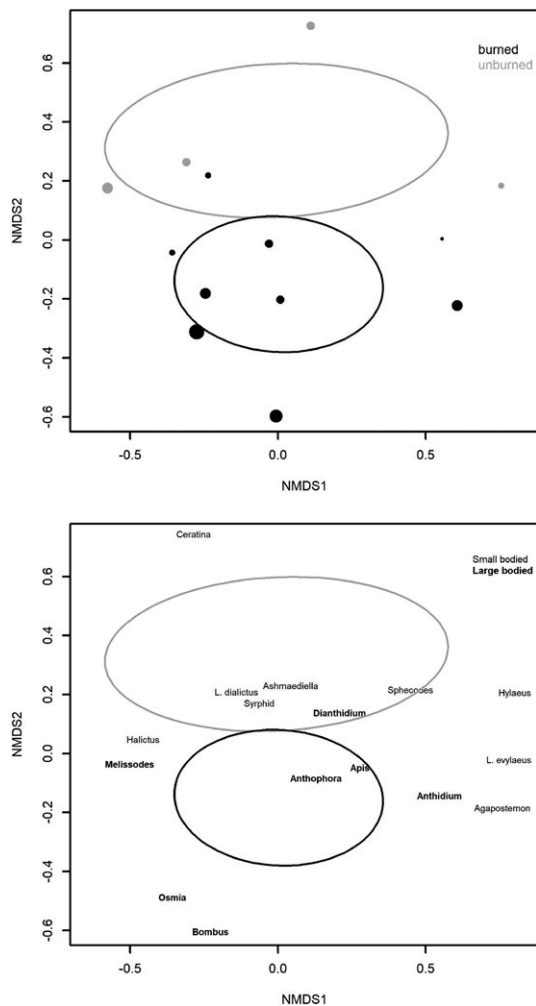 burned
unburned
0.6
0.4
0.2
0.0
-0.2
-0.4
-0.6
NMDS2
-0.5
0.0
0.5
NMDS1
Ceratina
Small bodied
Large bodied
0.6
0.4
0.2
0.0
-0.2
-0.4
-0.6
NMDS2
Ashmaediella
L. dialictus
Sphecodes
Hylaeus
Syrphid
Dianthidium
Halictus
Melissodes
L. evylaeus
Apis
Anthophora
Anthidium
Agapostemon
Osmia
Bombus
-0.5
0.0
0.5
NMDS1